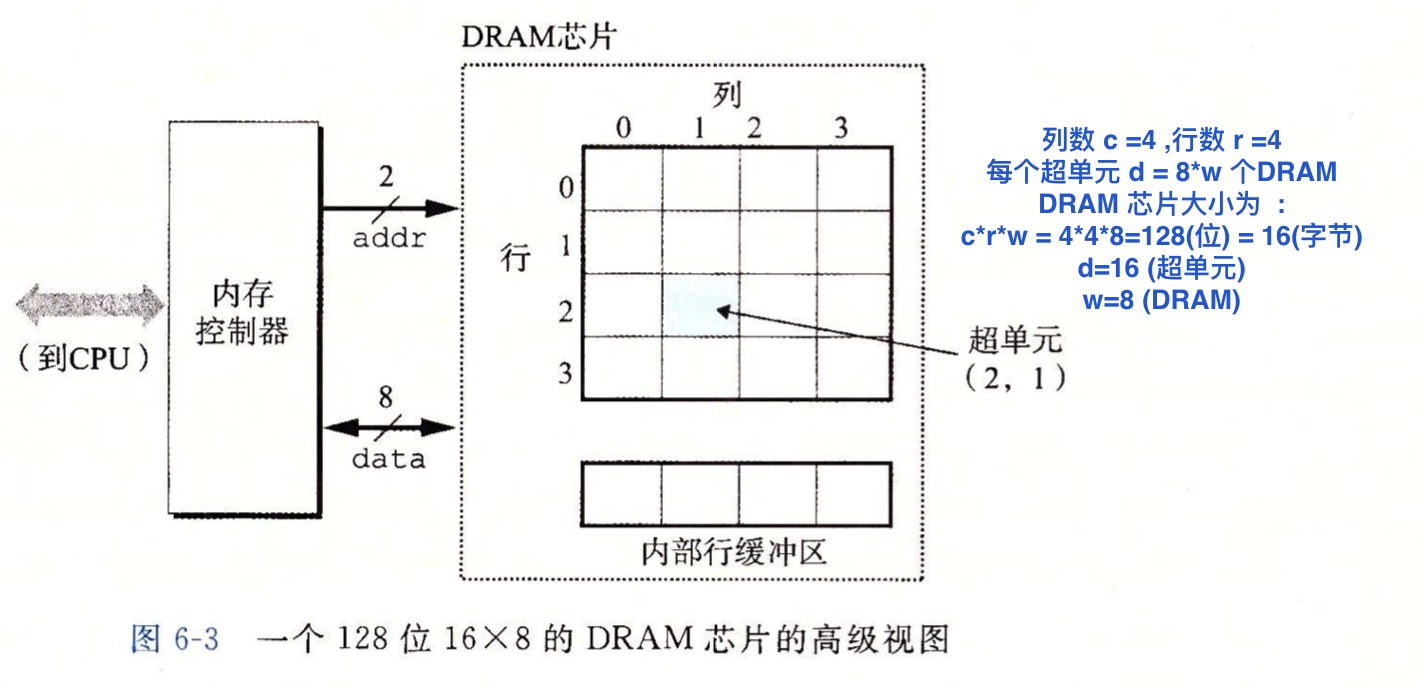 DRAM芯片
列
0 1 2 3
0
1
2
3
行
2
addr
内存
控制器
(到CPU)
8
data
超单元
(2, 1)
内部行缓冲区
列数 c =4 ,行数 r =4
每个超单元 d = 8*w 个DRAM
DRAM 芯片大小为 :
c*r*w = 4*4*8=128(位) = 16(字节)
d=16 (超单元)
w=8 (DRAM)
图 6-3 一个 128 位 16×8 的 DRAM 芯片的高级视图